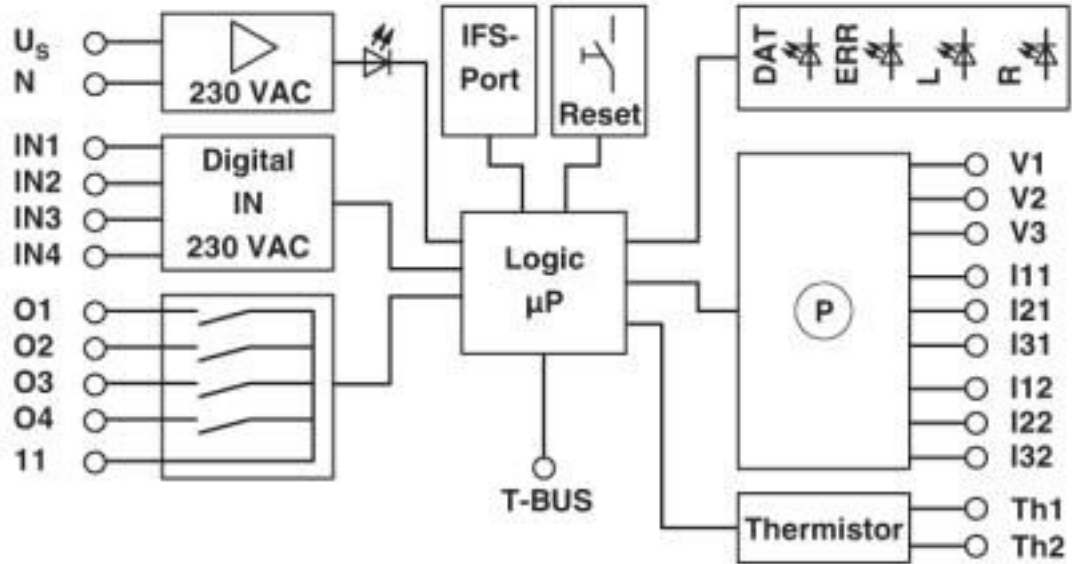 Us
N
230 VAC
IFS-
Port
Reset
DAT
ERR
L
R
IN1
IN2
IN3
IN4
Digital
IN
230 VAC
Logic
µP
O1
O2
O3
O4
11
T-BUS
P
V1
V2
V3
I11
I21
I31
I12
I22
I32
Thermistor
Th1
Th2